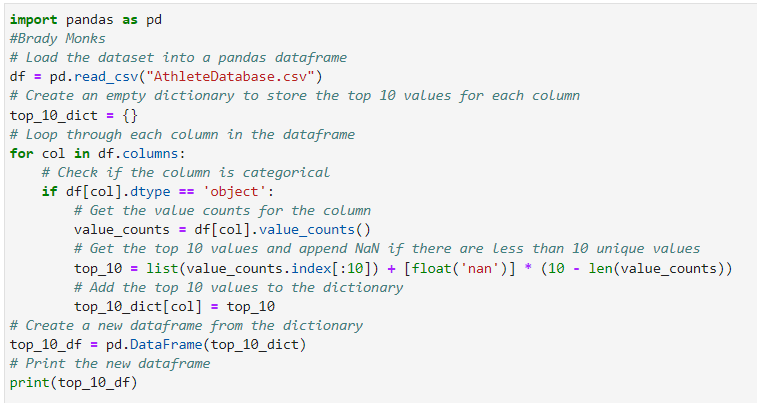 import pandas as pd
#Brady Monks
# Load the dataset into a pandas dataframe
df = pd.read_csv("AthleteDatabase.csv")
# Create an empty dictionary to store the top 10 values for each column
top_10_dict = {}
# Loop through each column in the dataframe
for col in df.columns:
    # Check if the column is categorical
    if df[col].dtype == 'object':
        # Get the value counts for the column
        value_counts = df[col].value_counts()
        # Get the top 10 values and append NaN if there are less than 10 unique values
        top_10 = list(value_counts.index[:10]) + [float('nan')] * (10 - len(value_counts))
        # Add the top 10 values to the dictionary
        top_10_dict[col] = top_10
# Create a new dataframe from the dictionary
top_10_df = pd.DataFrame(top_10_dict)
# Print the new dataframe
print(top_10_df)